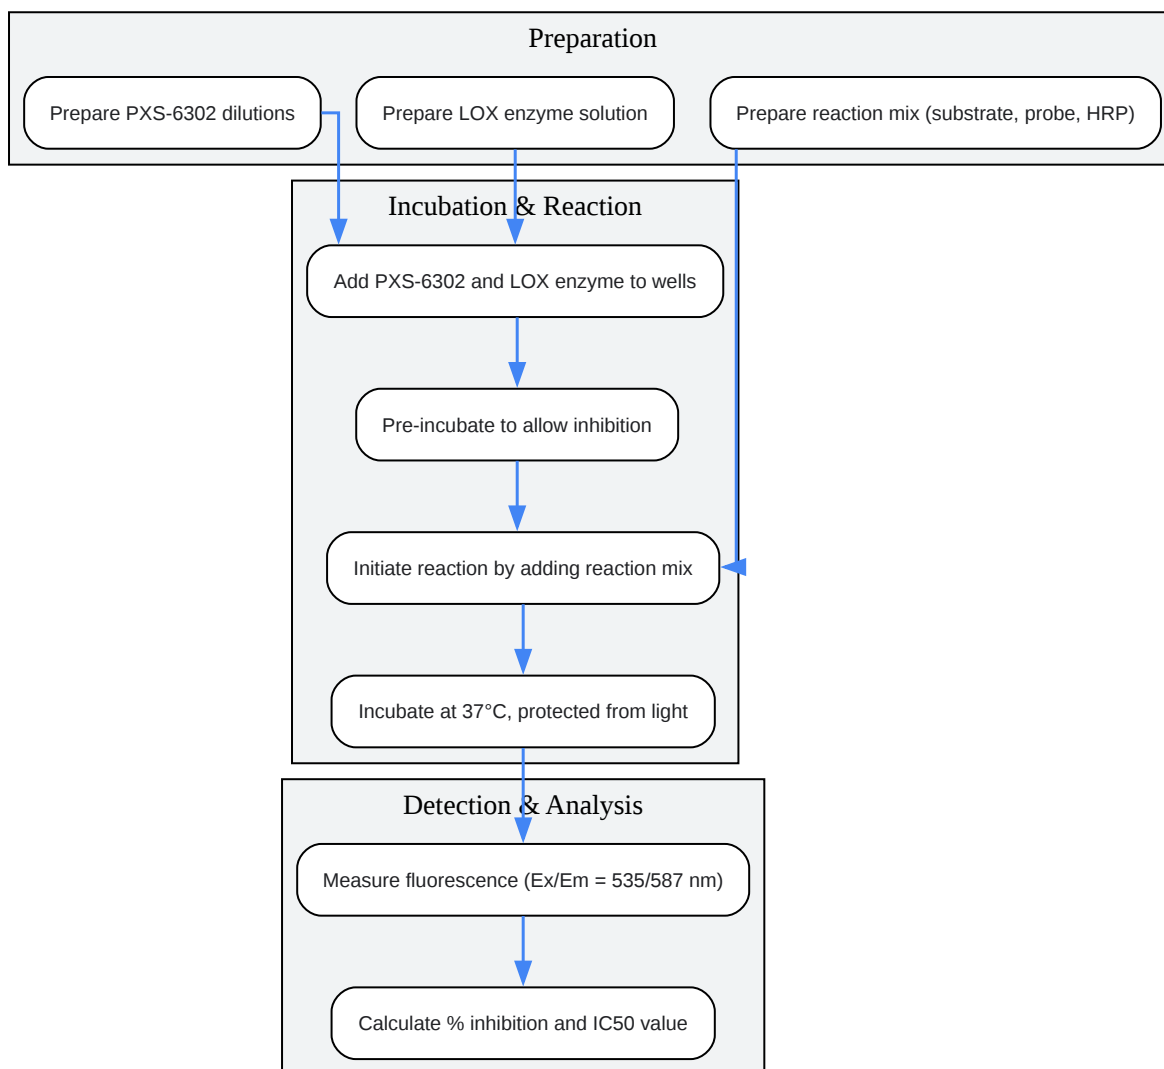 Preparation
Prepare PXS-6302 dilutions
Prepare LOX enzyme solution
Prepare reaction mix (substrate, probe, HRP)
Incubation & Reaction
Add PXS-6302 and LOX enzyme to wells
Pre-incubate to allow inhibition
Initiate reaction by adding reaction mix
Incubate at 37°C, protected from light
Detection & Analysis
Measure fluorescence (Ex/Em = 535/587 nm)
Calculate % inhibition and IC50 value